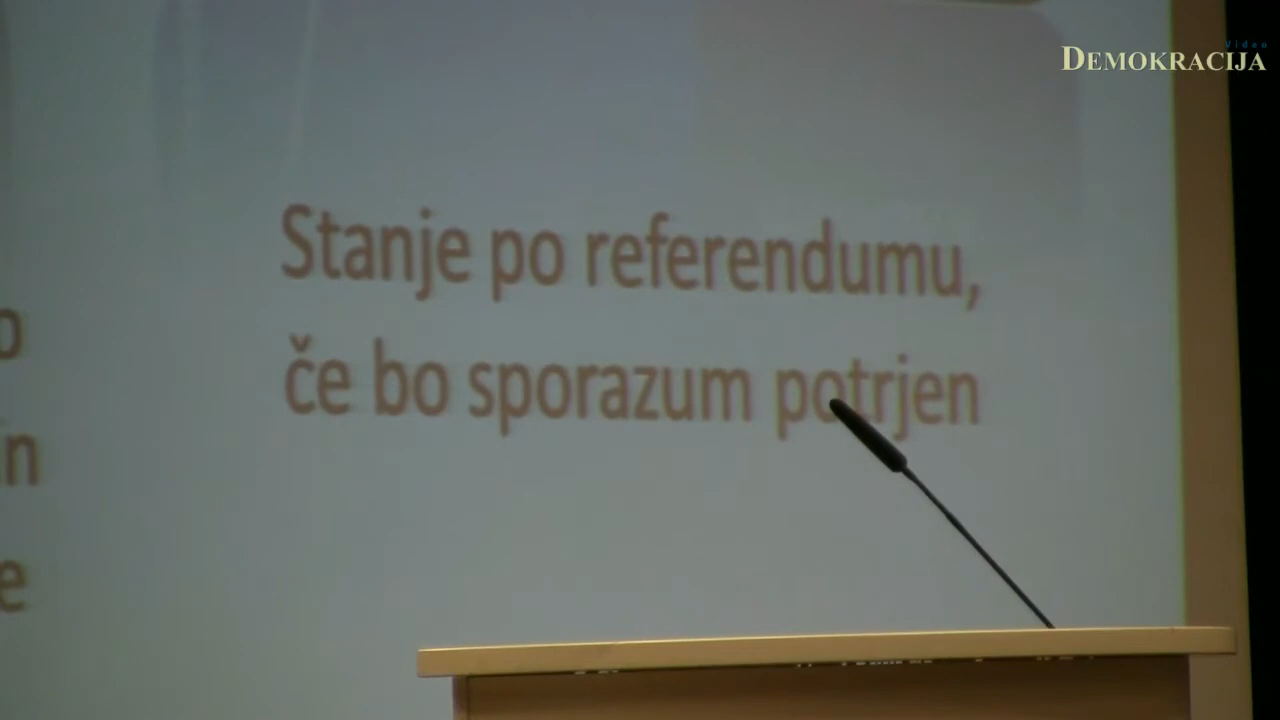 Video
DEMOKRACIJA
Stanje po referendumu,
če bo sporazum potrjen